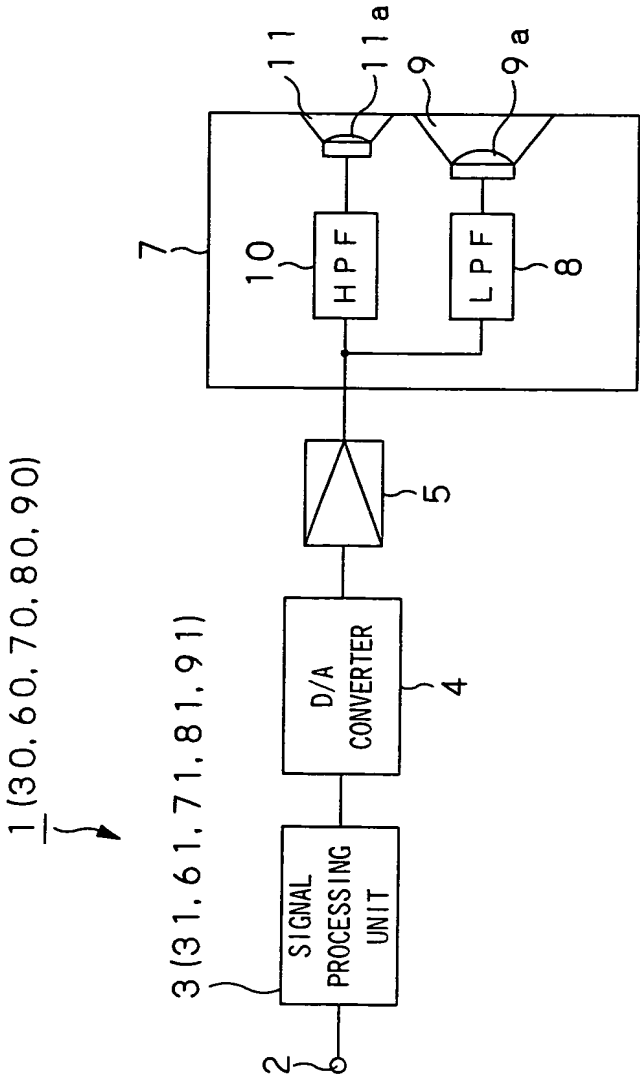 1 (30, 60, 70, 80, 90)
3 (31, 61, 71, 81, 91)
2
SIGNAL
PROCESSING
UNIT
D/A
CONVERTER
4
5
7
10
HPF
11
11a
LPF
8
9
9a